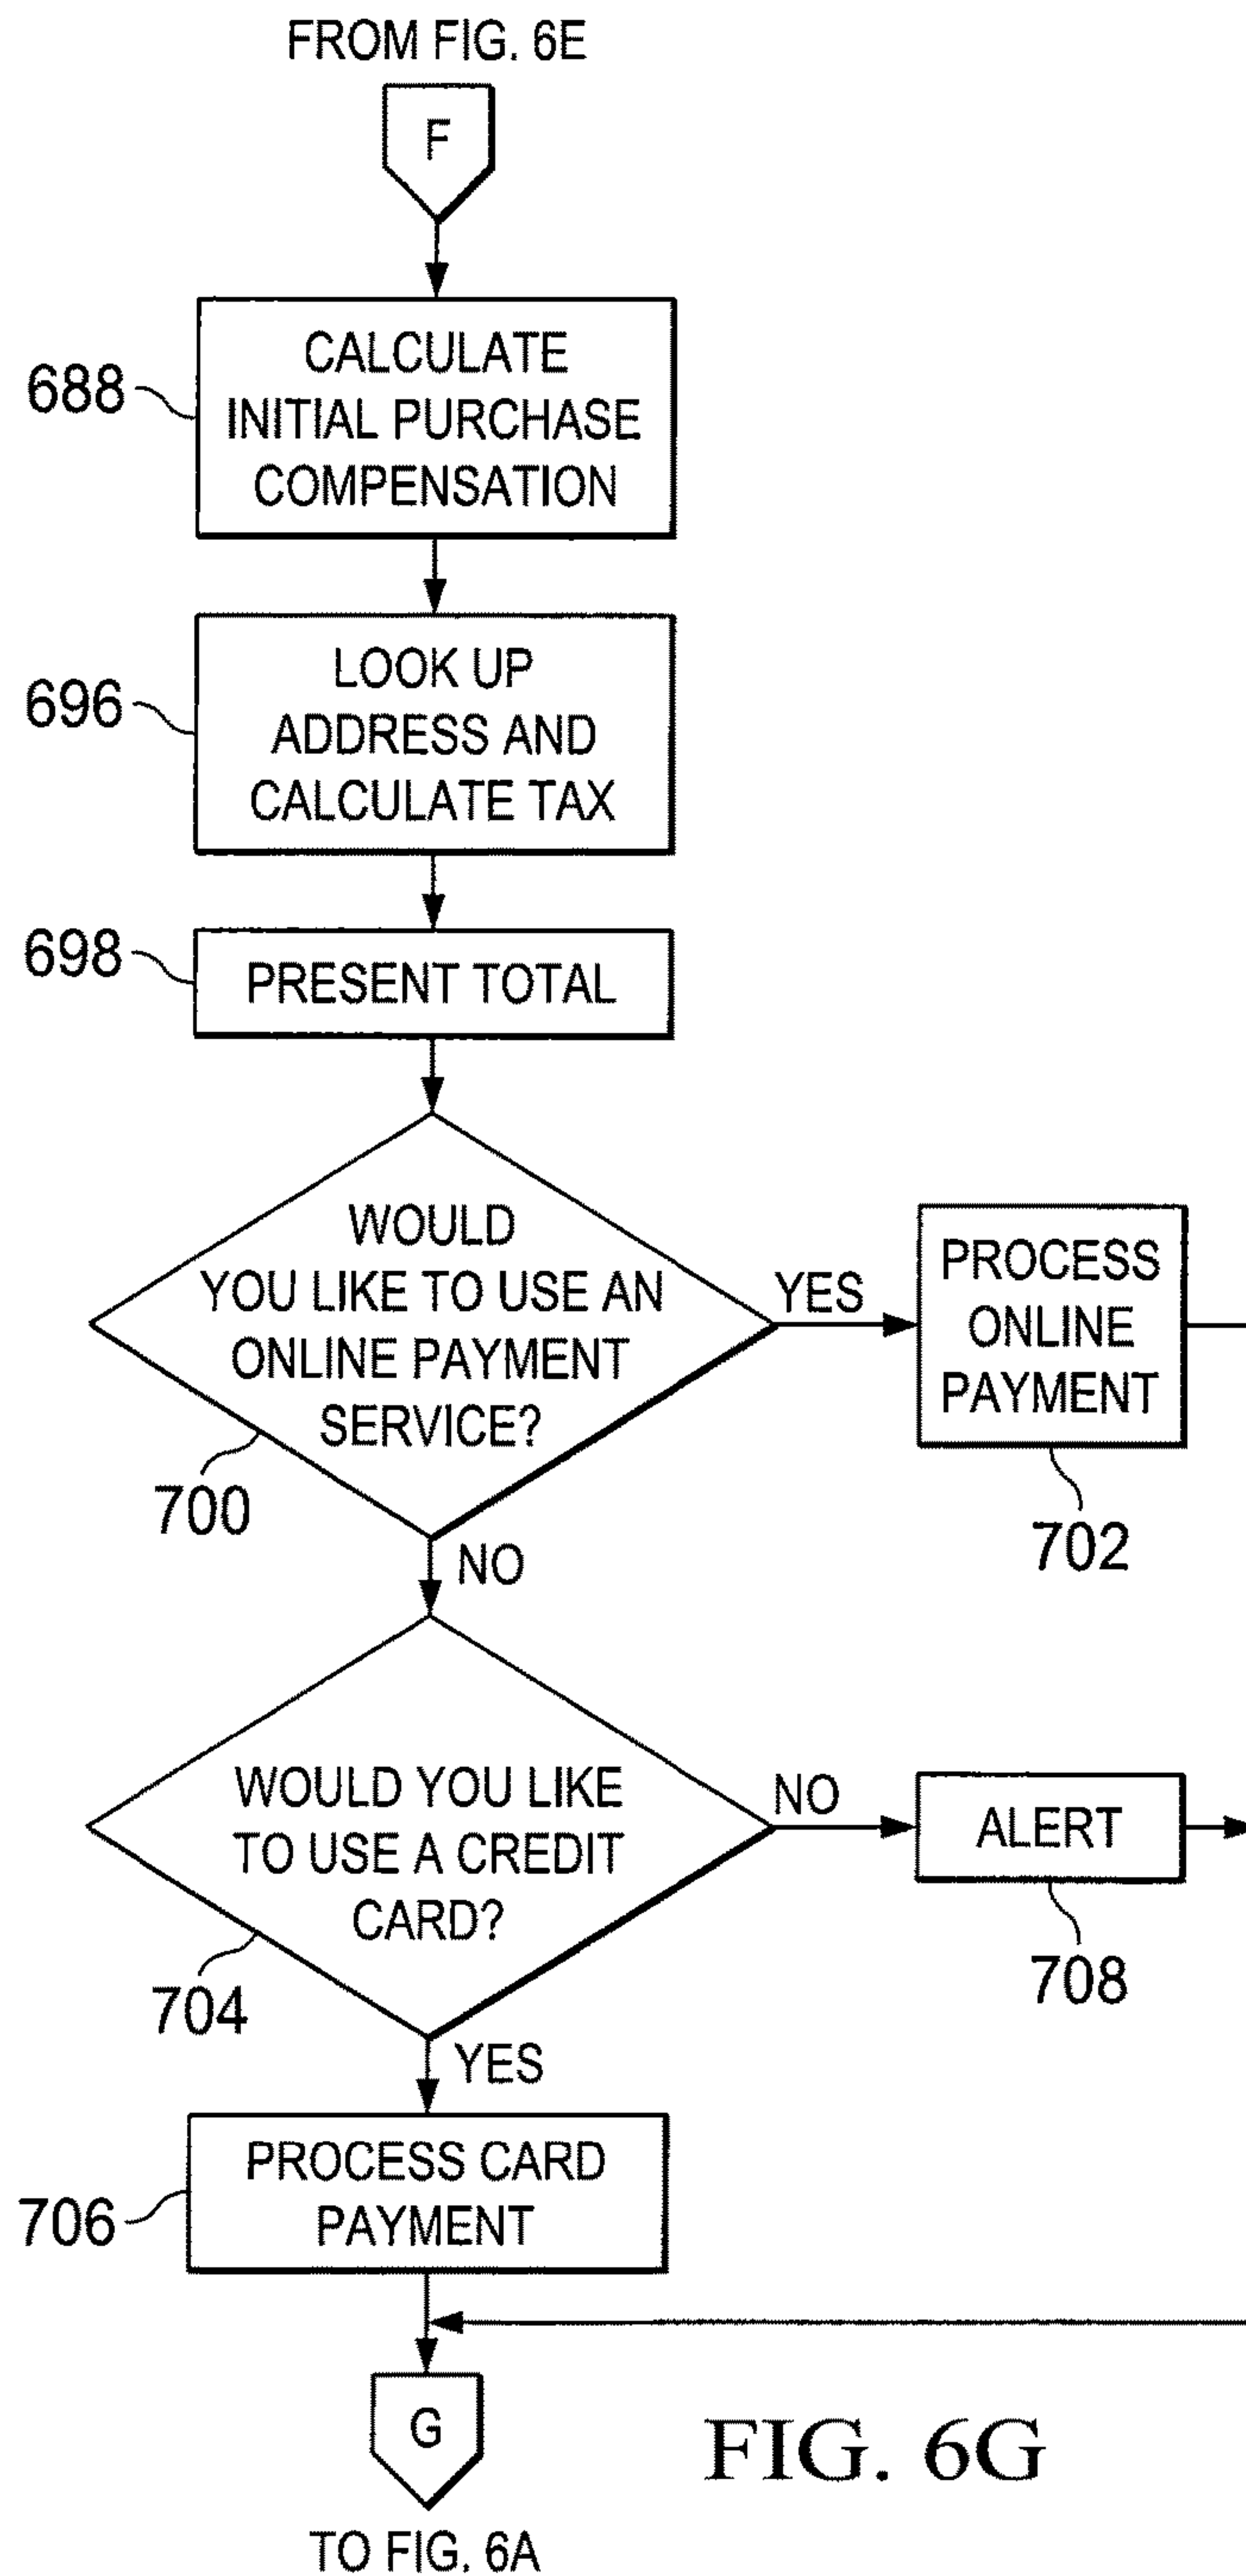 FROM FIG. 6E
F
688
CALCULATE
INITIAL PURCHASE
COMPENSATION
696
LOOK UP
ADDRESS AND
CALCULATE TAX
698
PRESENT TOTAL
WOULD
YOU LIKE TO USE AN
ONLINE PAYMENT
SERVICE?
700
YES
PROCESS
ONLINE
PAYMENT
702
NO
WOULD YOU LIKE
TO USE A CREDIT
CARD?
704
NO
ALERT
708
YES
706
PROCESS CARD
PAYMENT
G
TO FIG. 6A
FIG. 6G